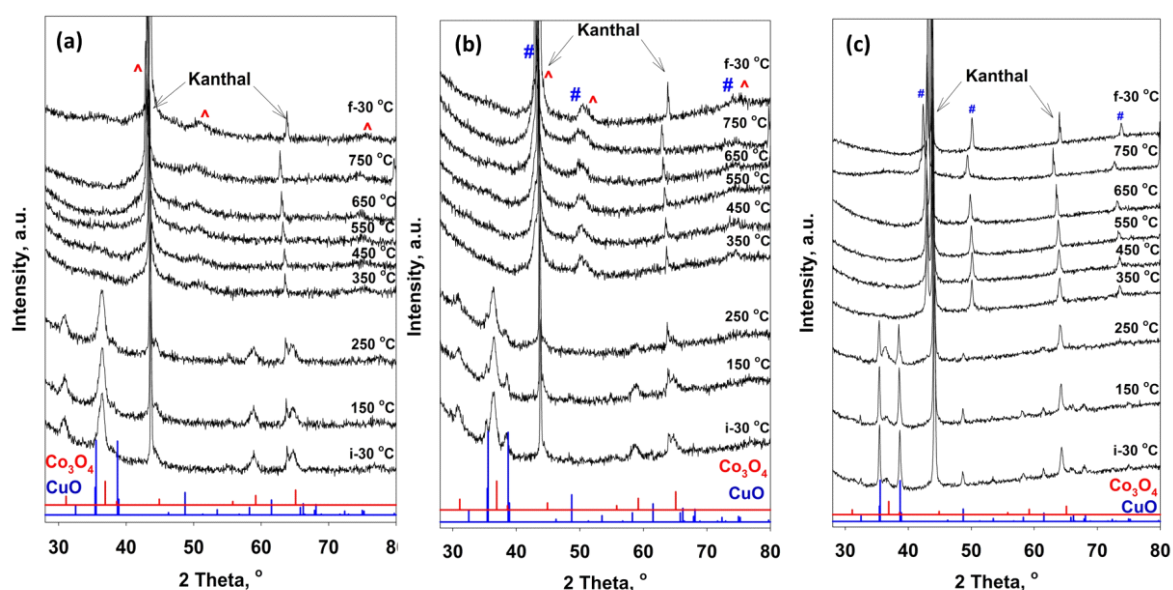 (a)
^
Kanthal
^
^
f-30 °C
750 °C
650 °C
550 °C
450 °C
350 °C
250 °C
150 °C
i-30 °C
Co₃O₄
CuO
Intensity, a.u.
30 40 50 60 70 80
2 Theta, °
(b)
#
Kanthal
^
#
^
#
^
f-30 °C
750 °C
650 °C
550 °C
450 °C
350 °C
250 °C
150 °C
i-30 °C
Co₃O₄
CuO
Intensity, a.u.
30 40 50 60 70 80
2 Theta, °
(c)
#
Kanthal
#
#
f-30 °C
750 °C
650 °C
550 °C
450 °C
350 °C
250 °C
150 °C
i-30 °C
Co₃O₄
CuO
Intensity, a.u.
30 40 50 60 70 80
2 Theta, °